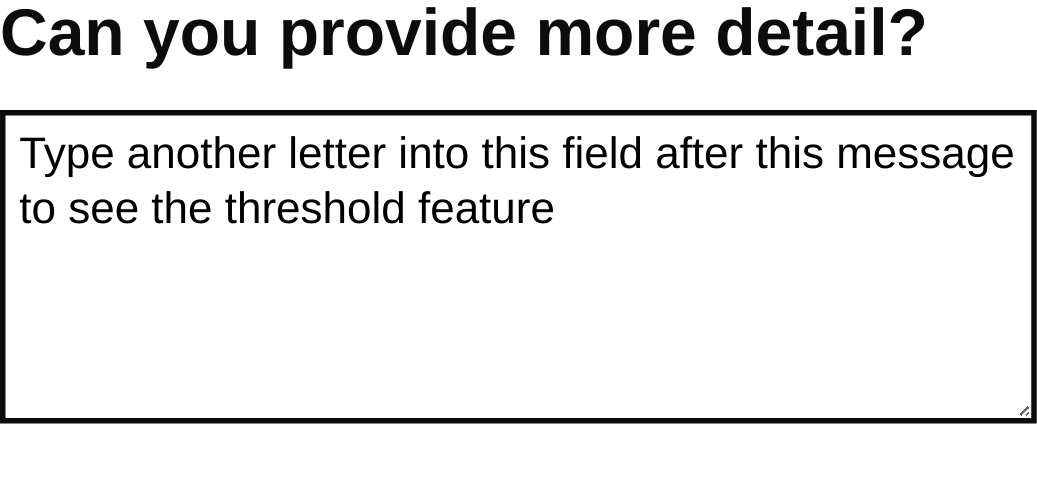 Can you provide more detail?
Type another letter into this field after this message
to see the threshold feature